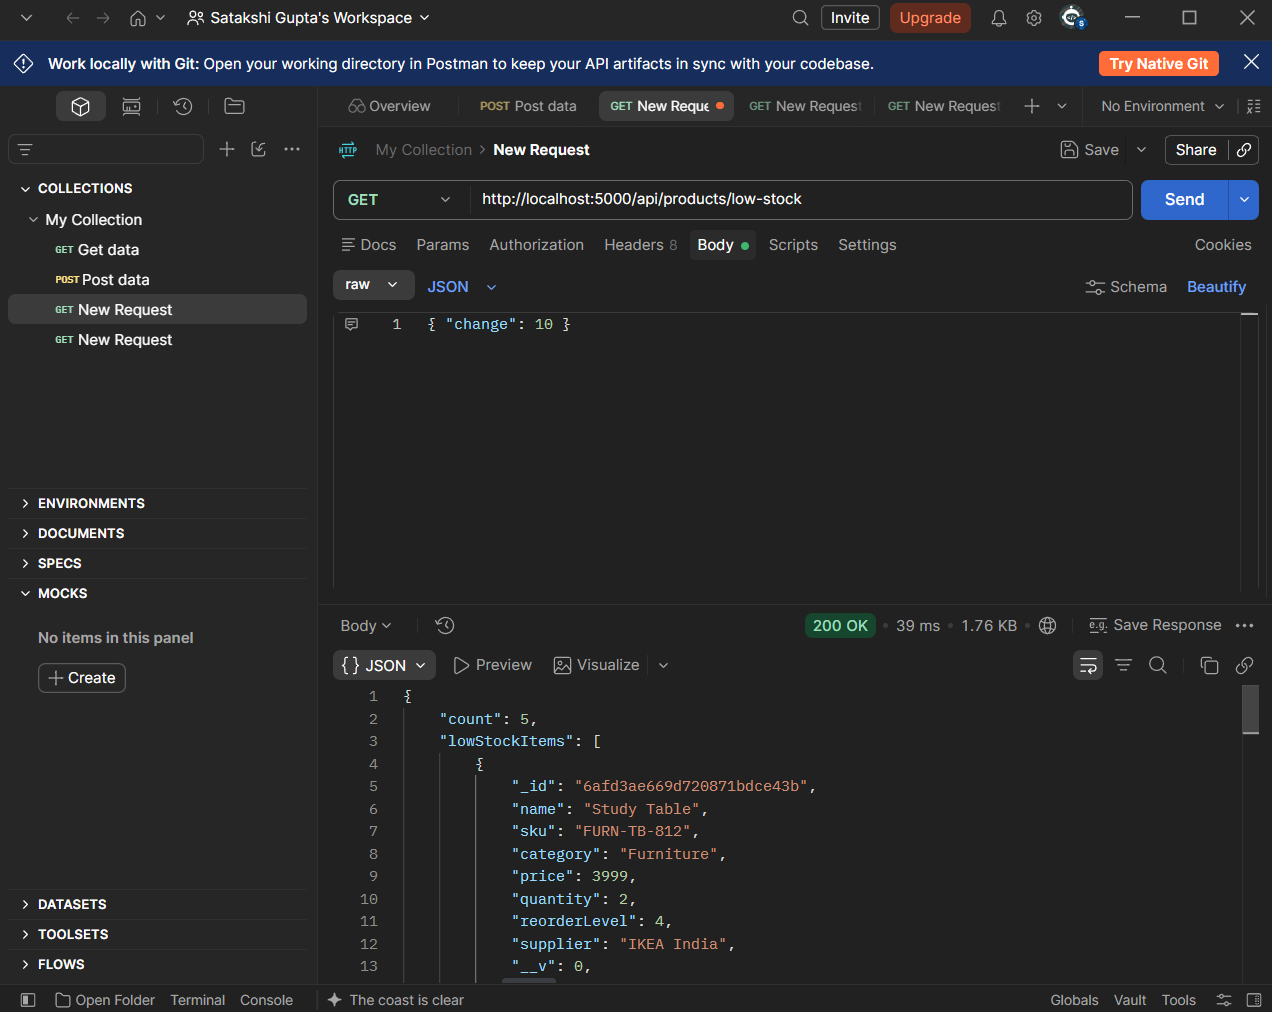 Satakshi Gupta's Workspace
Invite
Upgrade
Work locally with Git: Open your working directory in Postman to keep your API artifacts in sync with your codebase.
Try Native Git
Overview
POST Post data
GET New Reque
GET New Request
GET New Request
No Environment
HTTP My Collection > New Request
Save
Share
COLLECTIONS
My Collection
GET Get data
POST Post data
GET New Request
GET New Request
ENVIRONMENTS
DOCUMENTS
SPECS
MOCKS
No items in this panel
Create
DATASETS
TOOLSETS
FLOWS
GET http://localhost:5000/api/products/low-stock
Send
Docs Params Authorization Headers 8 Body Scripts Settings Cookies
raw JSON Schema Beautify
1 { "change": 10 }
Body 200 OK 39 ms 1.76 KB e.g. Save Response
{} JSON Preview Visualize
1 {
2 "count": 5,
3 "lowStockItems": [
4 {
5 "_id": "6afd3ae669d720871bdce43b",
6 "name": "Study Table",
7 "sku": "FURN-TB-812",
8 "category": "Furniture",
9 "price": 3999,
10 "quantity": 2,
11 "reorderLevel": 4,
12 "supplier": "IKEA India",
13 "__v": 0,
Open Folder Terminal Console The coast is clear Globals Vault Tools